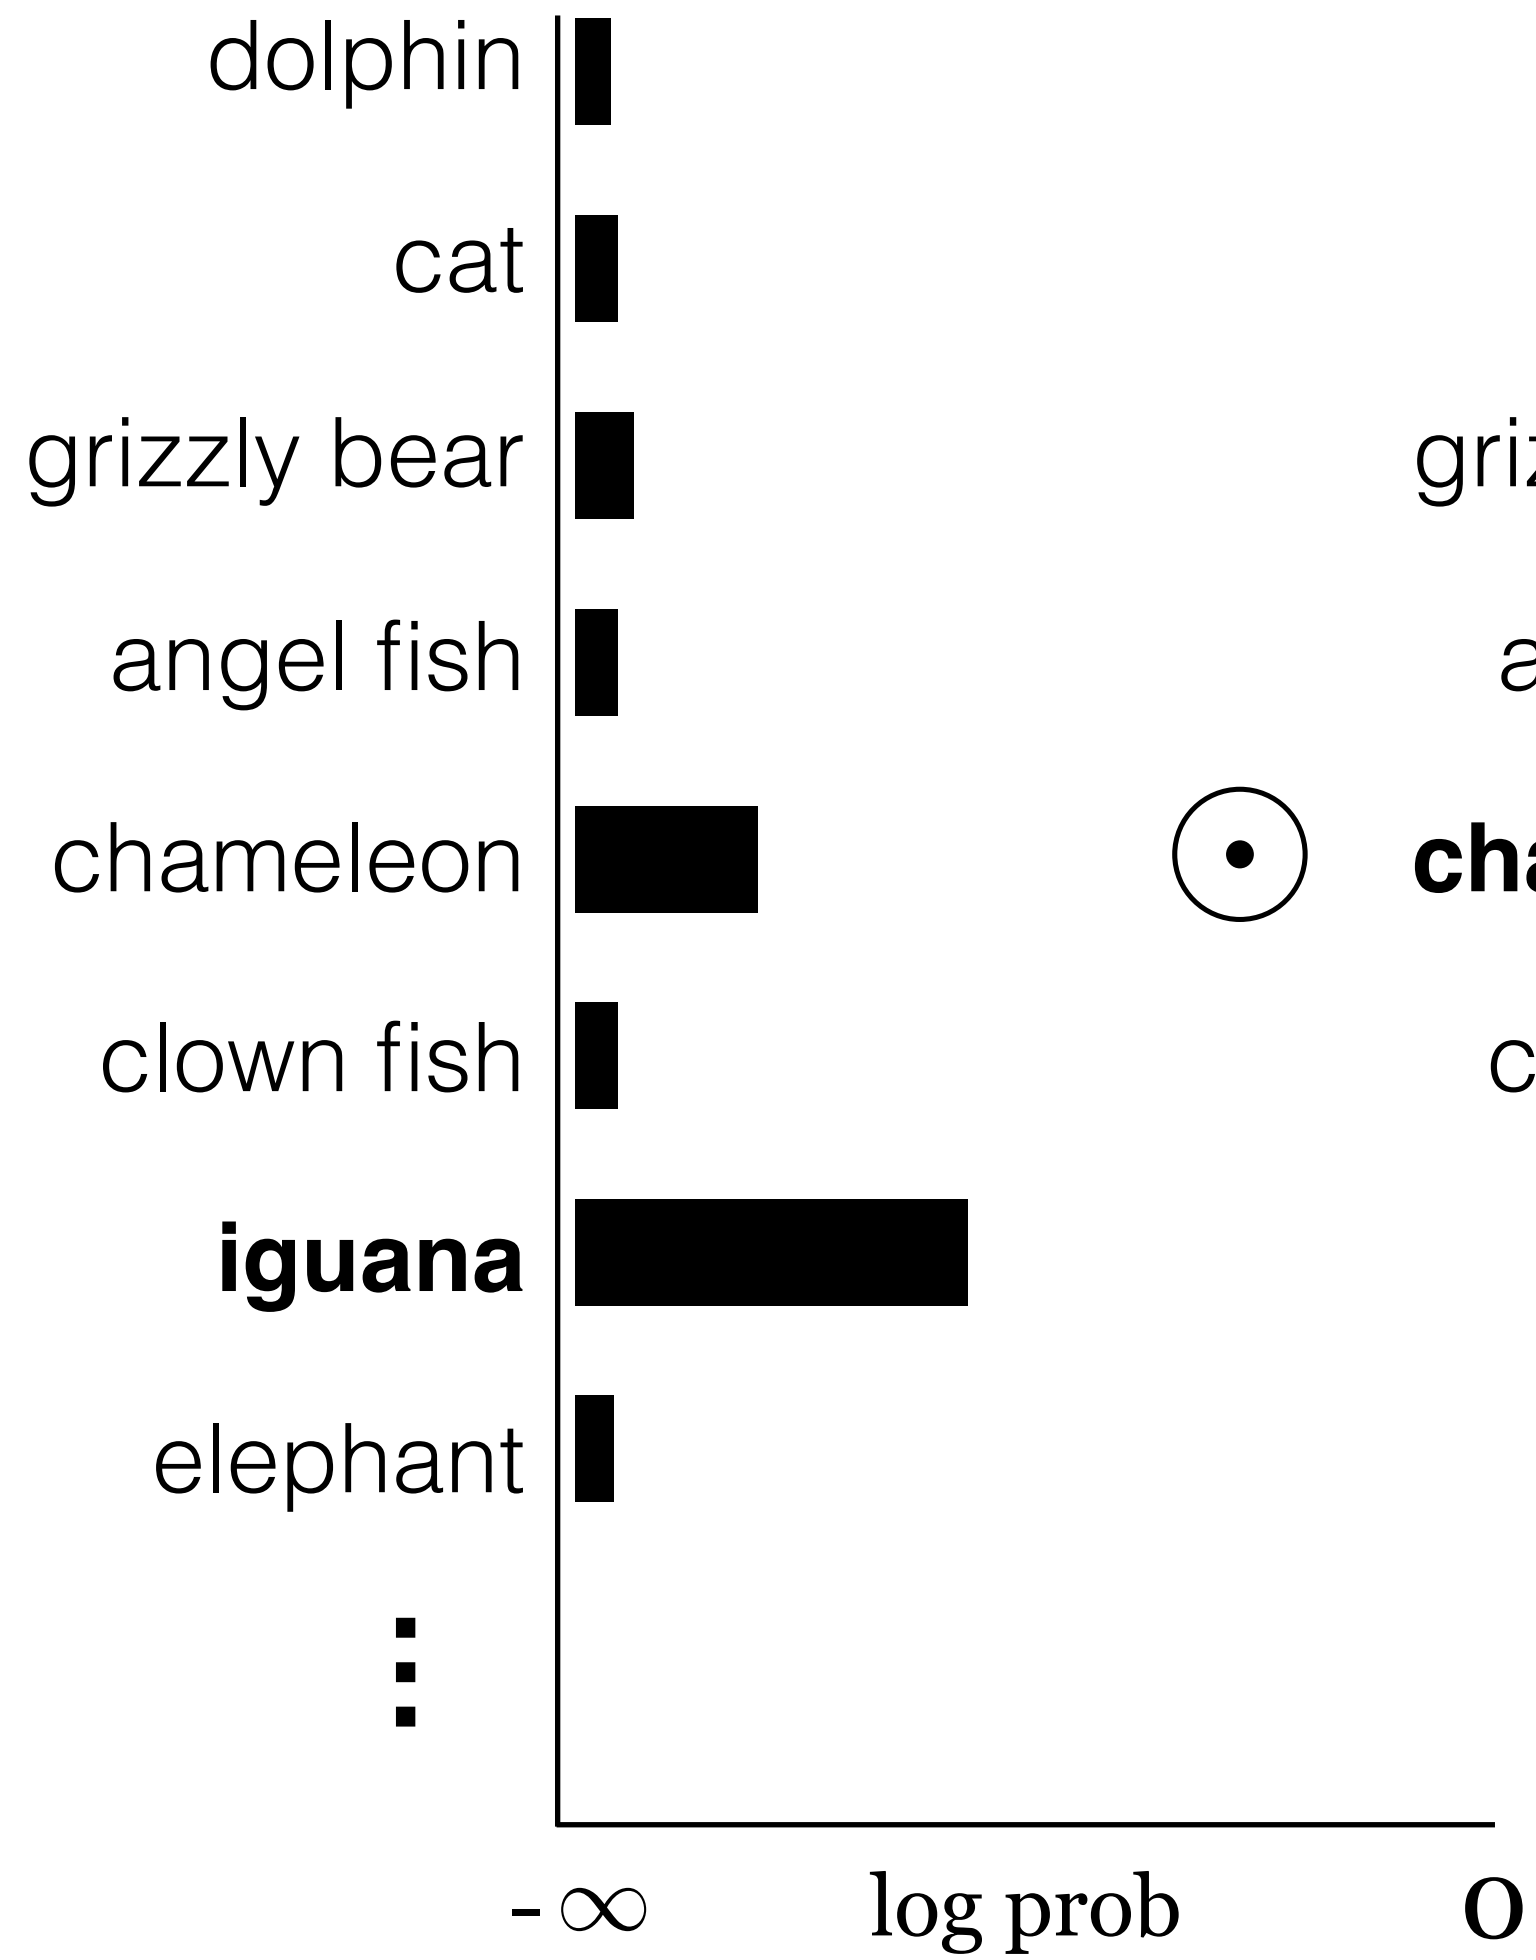 dolphin
cat
grizzly bear
angel fish
chameleon
clown fish
iguana
elephant
- ∞ log prob 0